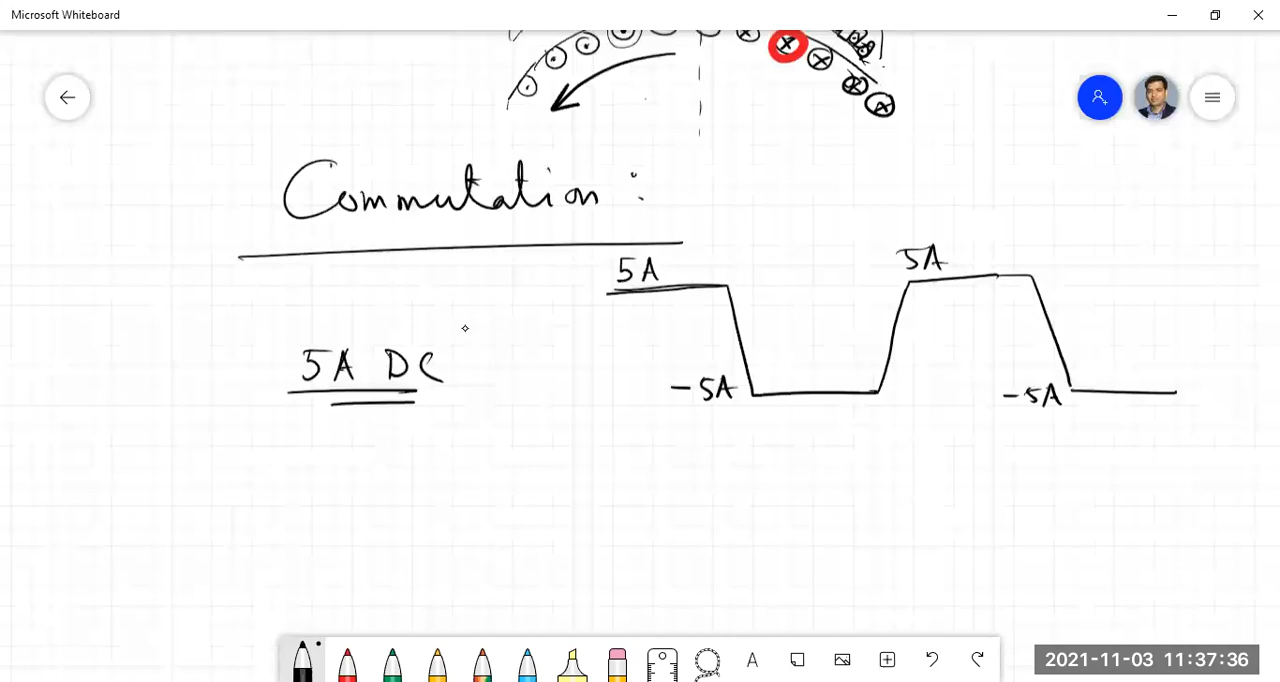 Microsoft Whiteboard
Commutation :
5A
5A
5A DC
-5A
-5A
A
2021-11-03 11:37:36